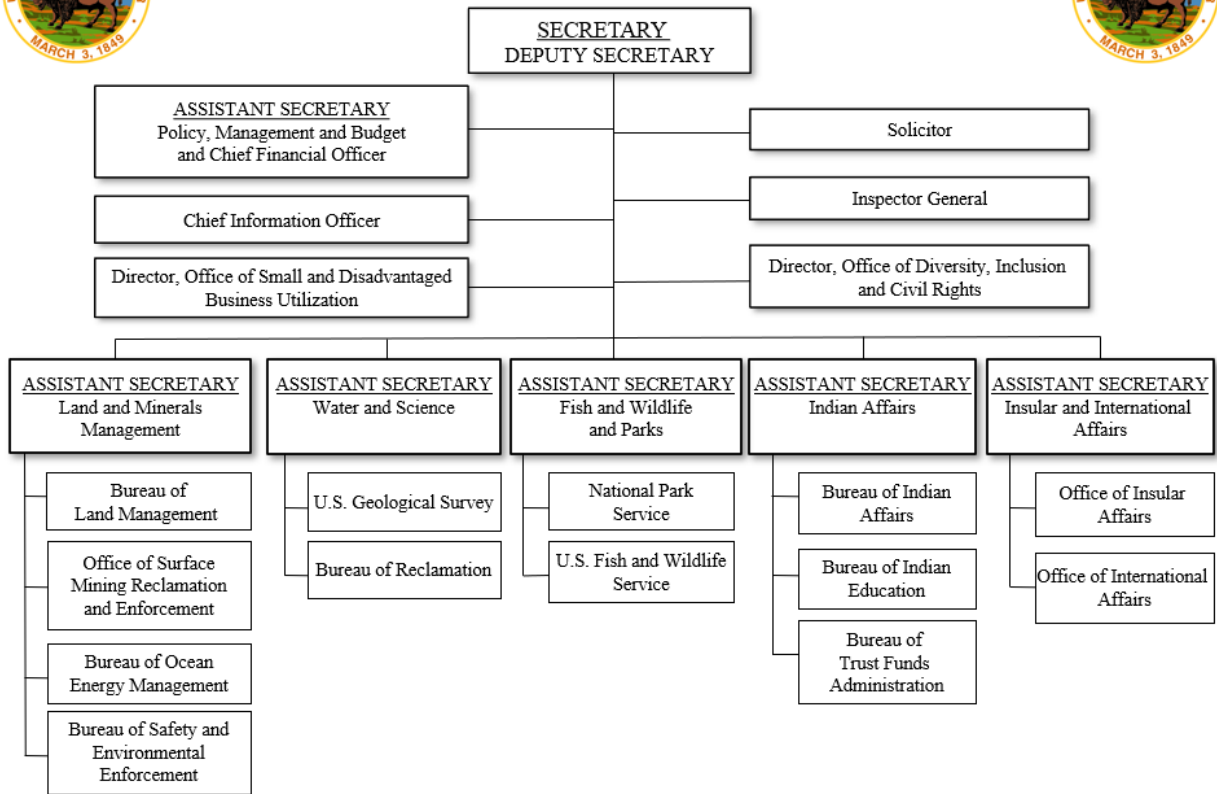 MARCH 3, 1849
MARCH 3, 1849
SECRETARY
DEPUTY SECRETARY
ASSISTANT SECRETARY
Policy, Management and Budget
and Chief Financial Officer
Solicitor
Chief Information Officer
Inspector General
Director, Office of Small and Disadvantaged
Business Utilization
Director, Office of Diversity, Inclusion
and Civil Rights
ASSISTANT SECRETARY
Land and Minerals
Management
ASSISTANT SECRETARY
Water and Science
ASSISTANT SECRETARY
Fish and Wildlife
and Parks
ASSISTANT SECRETARY
Indian Affairs
ASSISTANT SECRETARY
Insular and International
Affairs
Bureau of
Land Management
Office of Surface
Mining Reclamation
and Enforcement
Bureau of Ocean
Energy Management
Bureau of Safety and
Environmental
Enforcement
U.S. Geological Survey
Bureau of Reclamation
National Park
Service
U.S. Fish and Wildlife
Service
Bureau of Indian
Affairs
Bureau of Indian
Education
Bureau of
Trust Funds
Administration
Office of Insular
Affairs
Office of International
Affairs